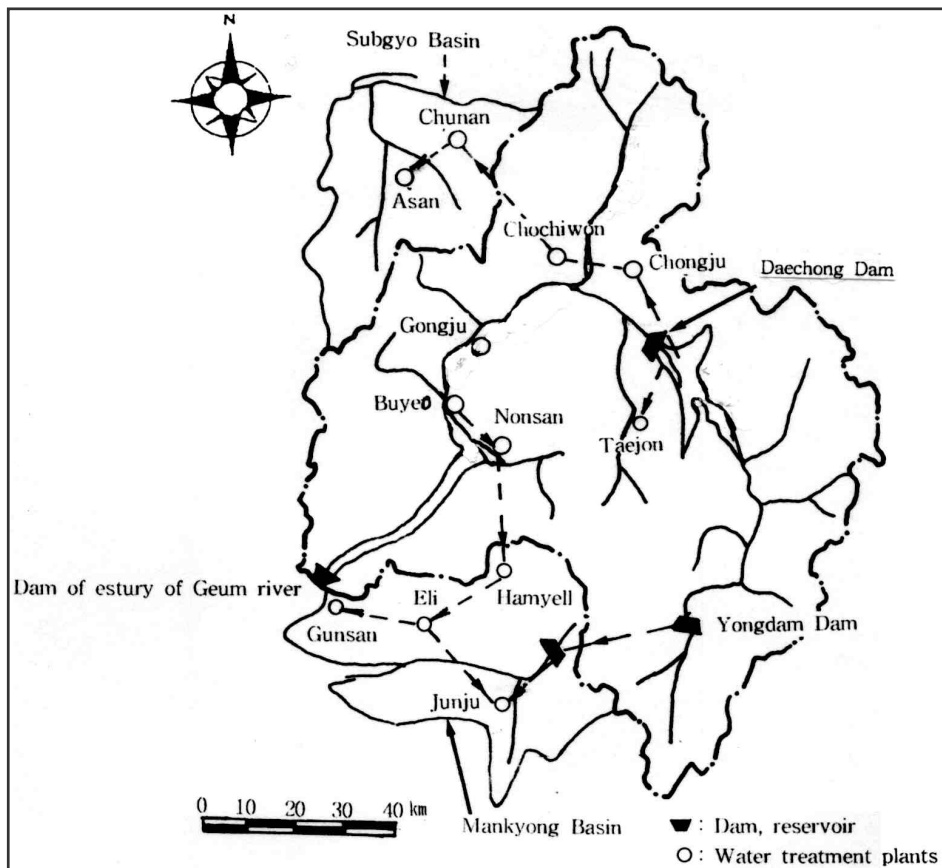 N
Subgyo Basin
Chunan
Asan
Chochiwon
Chongju
Daechong Dam
Gongju
Buyeo
Nonsan
Taejon
Dam of estury of Geum river
Eli
Hamyell
Gunsan
Yongdam Dam
Junju
0 10 20 30 40 km
Mankyong Basin
: Dam, reservoir
: Water treatment plants